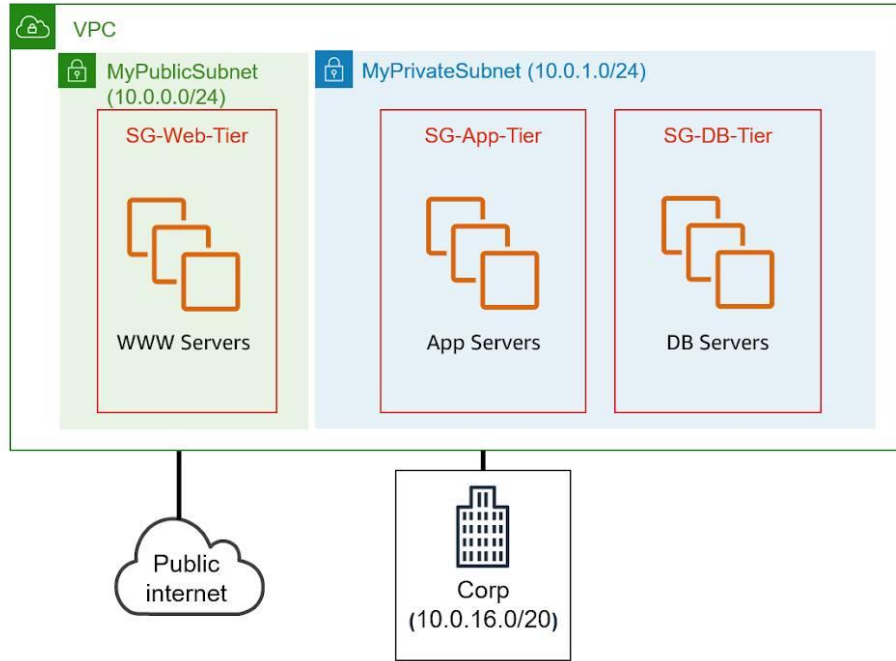 VPC
MyPublicSubnet
(10.0.0.0/24)
MyPrivateSubnet (10.0.1.0/24)
SG-Web-Tier
SG-App-Tier
SG-DB-Tier
WWW Servers
App Servers
DB Servers
Public
internet
Corp
(10.0.16.0/20)